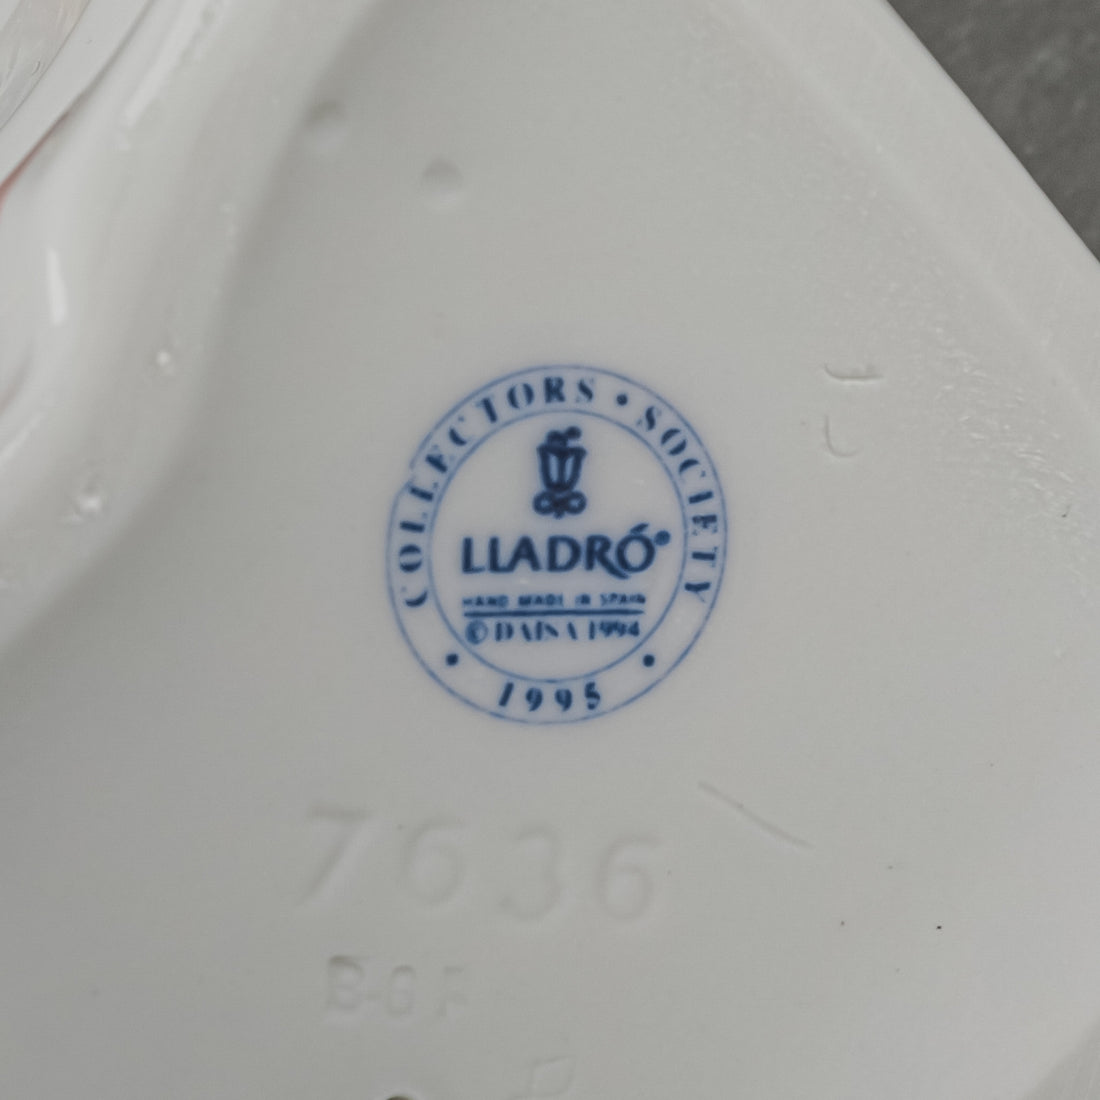 COLLECTORS • SOCIETY
LLADRÓ®
HAND MADE IN SPAIN
© DAISA 1994
• 1995 •
7636